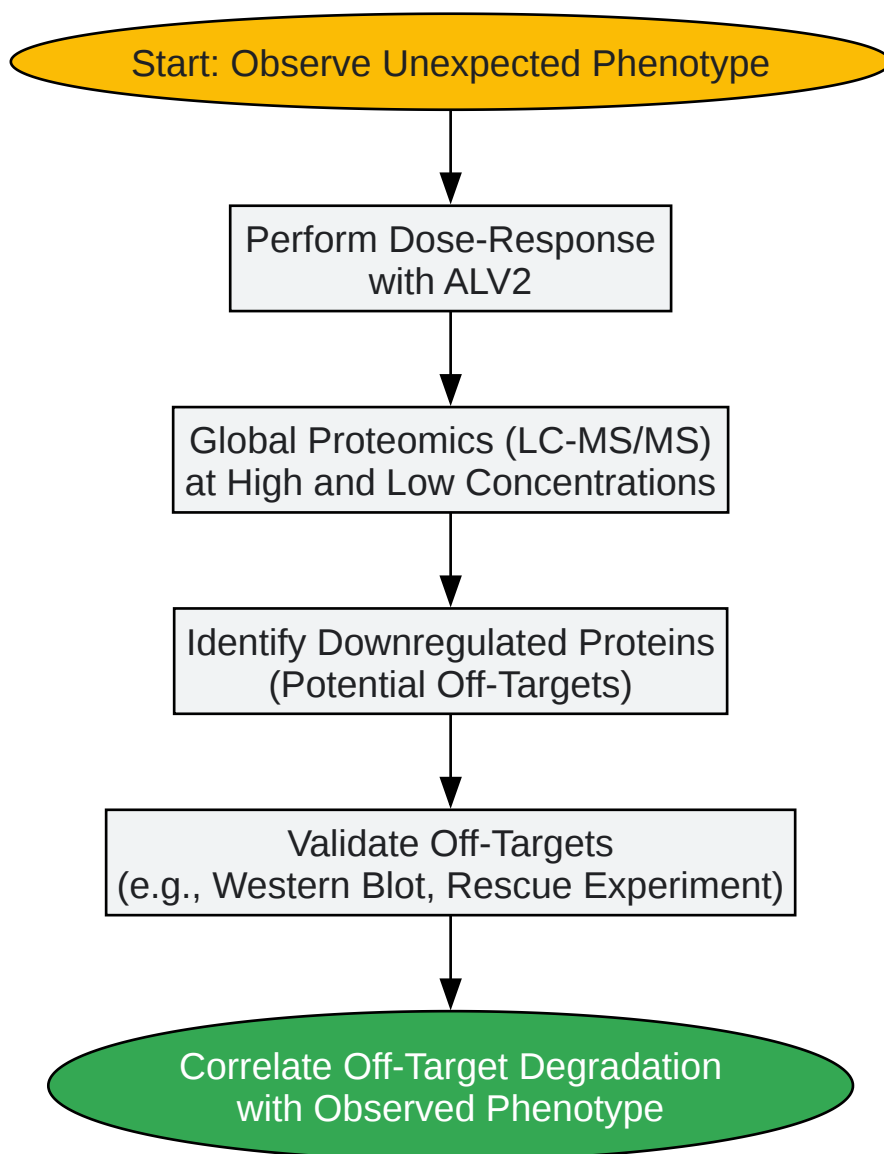 Start: Observe Unexpected Phenotype
Perform Dose-Response
with ALV2
Global Proteomics (LC-MS/MS)
at High and Low Concentrations
Identify Downregulated Proteins
(Potential Off-Targets)
Validate Off-Targets
(e.g., Western Blot, Rescue Experiment)
Correlate Off-Target Degradation
with Observed Phenotype